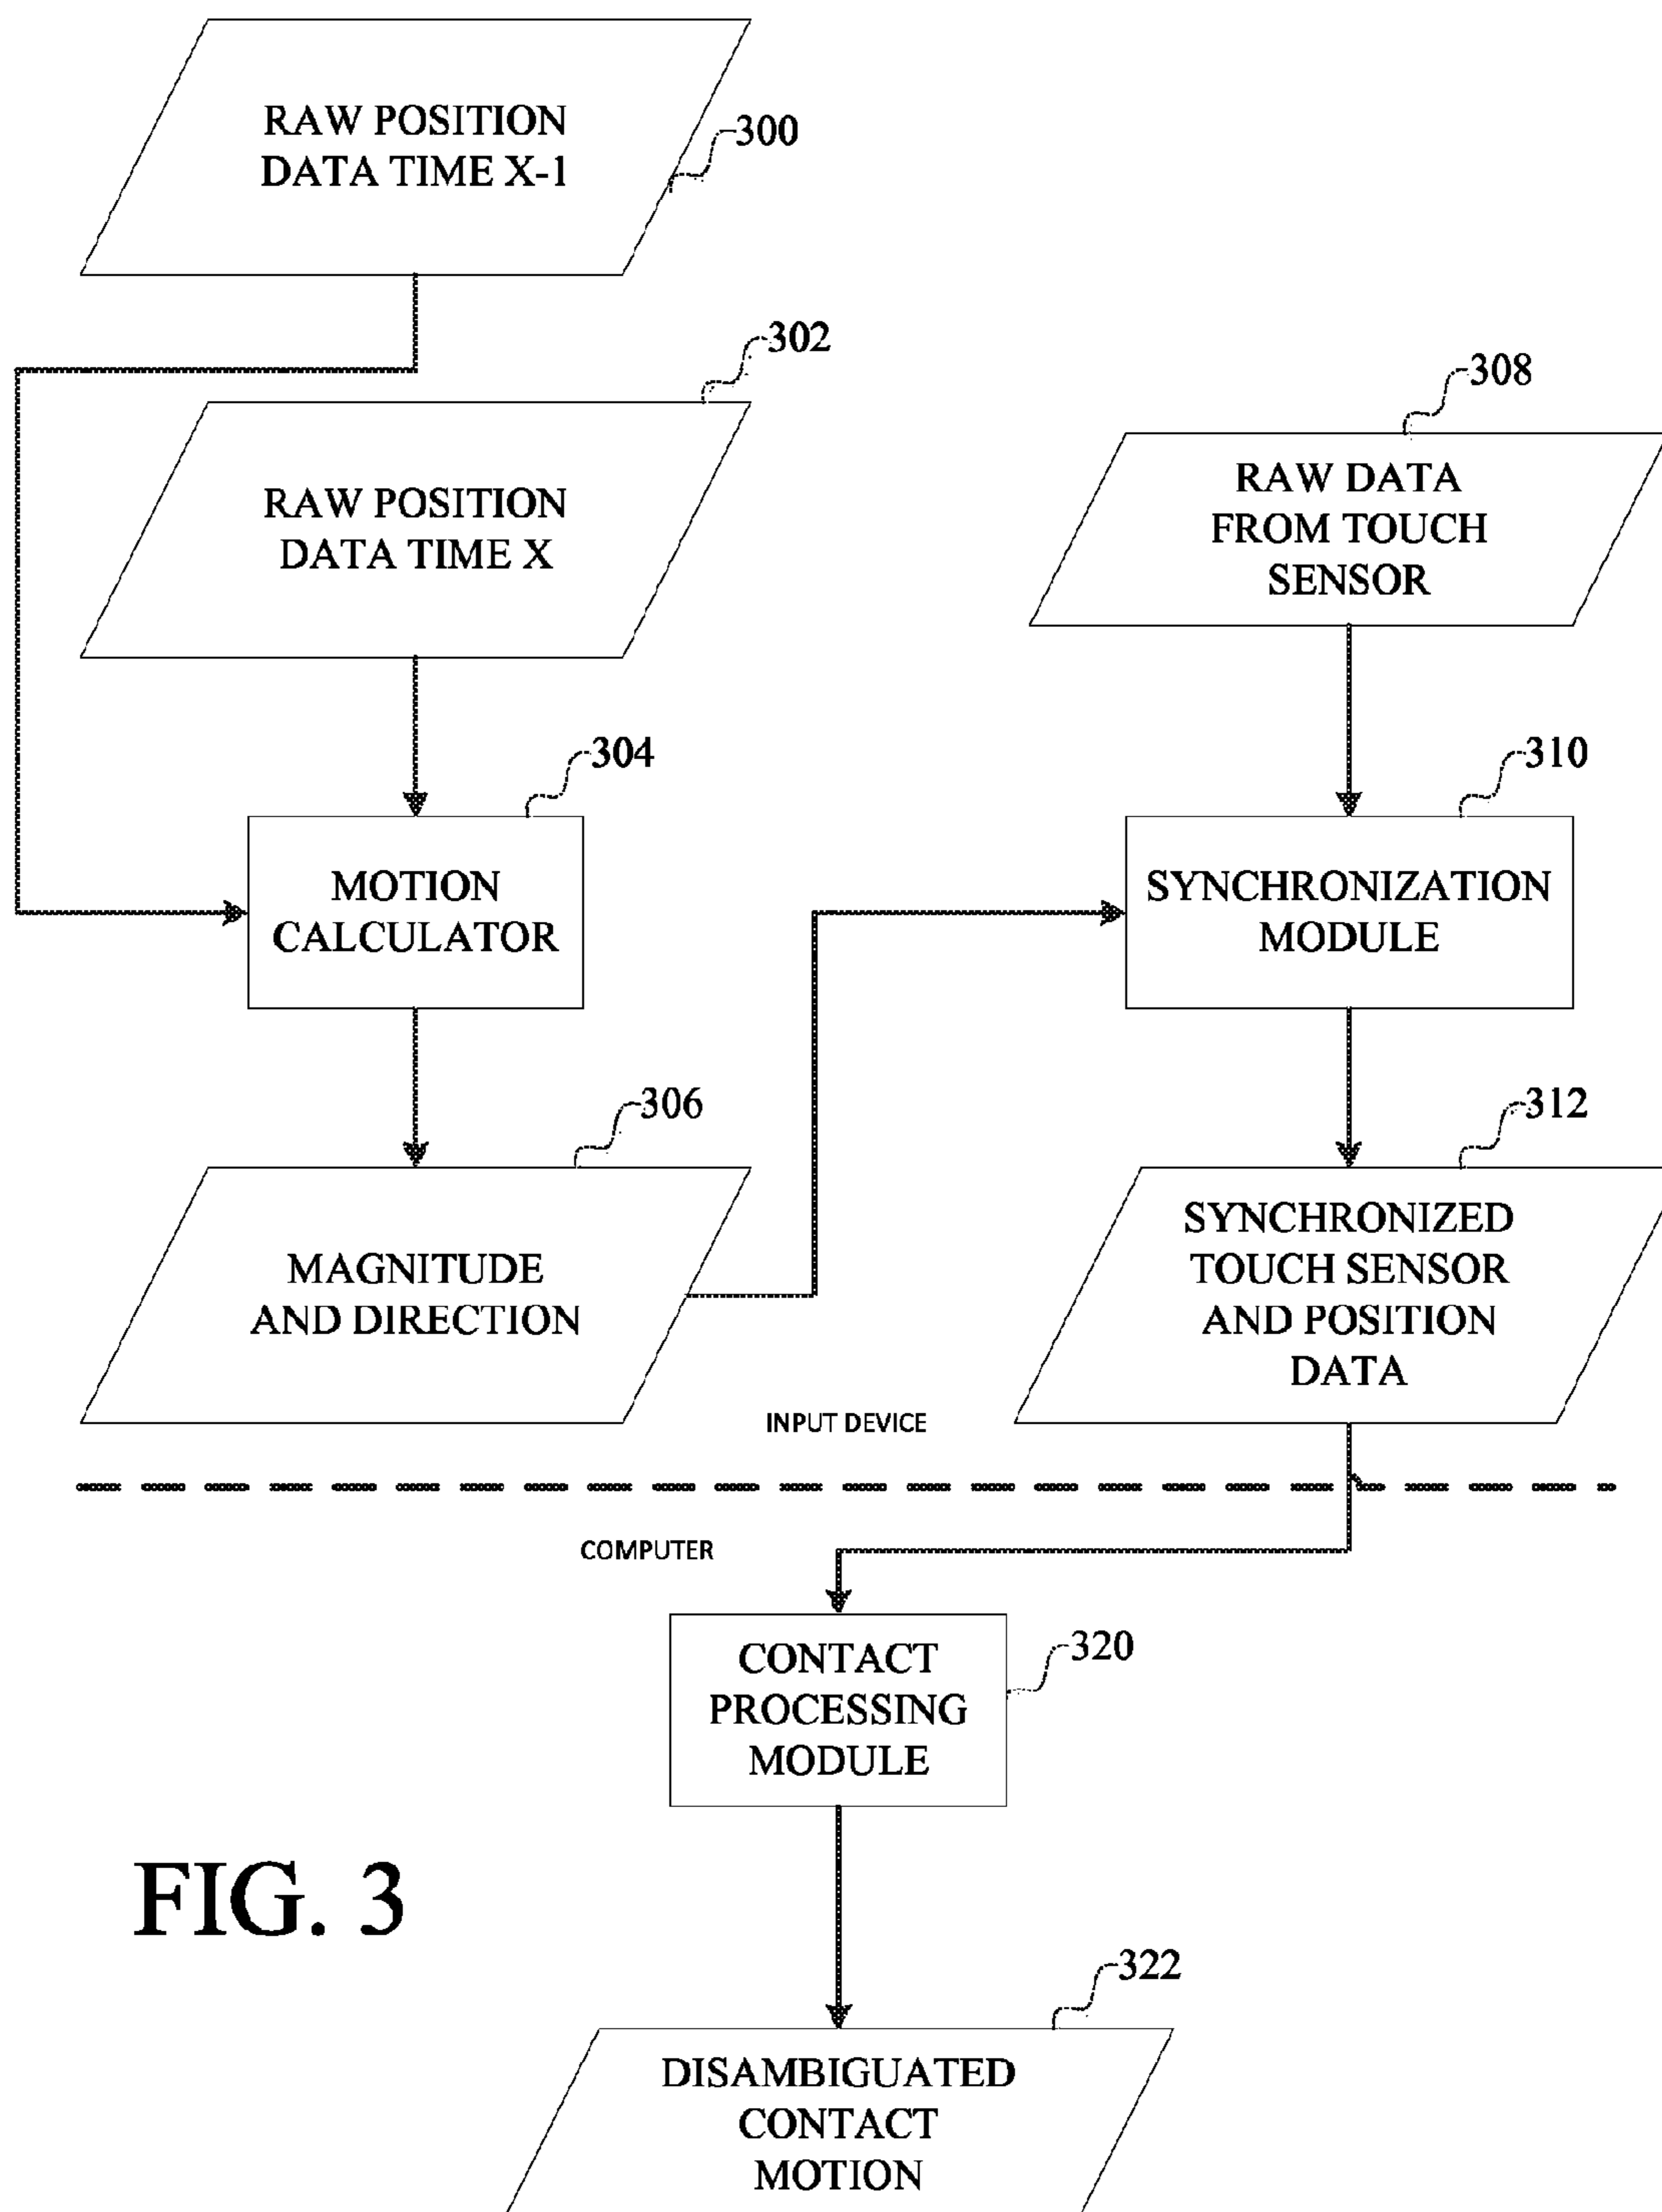 RAW POSITION
DATA TIME X-1
300
302
RAW POSITION
DATA TIME X
308
RAW DATA
FROM TOUCH
SENSOR
304
MOTION
CALCULATOR
310
SYNCHRONIZATION
MODULE
306
MAGNITUDE
AND DIRECTION
312
SYNCHRONIZED
TOUCH SENSOR
AND POSITION
DATA
INPUT DEVICE
COMPUTER
CONTACT
PROCESSING
MODULE
320
FIG. 3
322
DISAMBIGUATED
CONTACT
MOTION